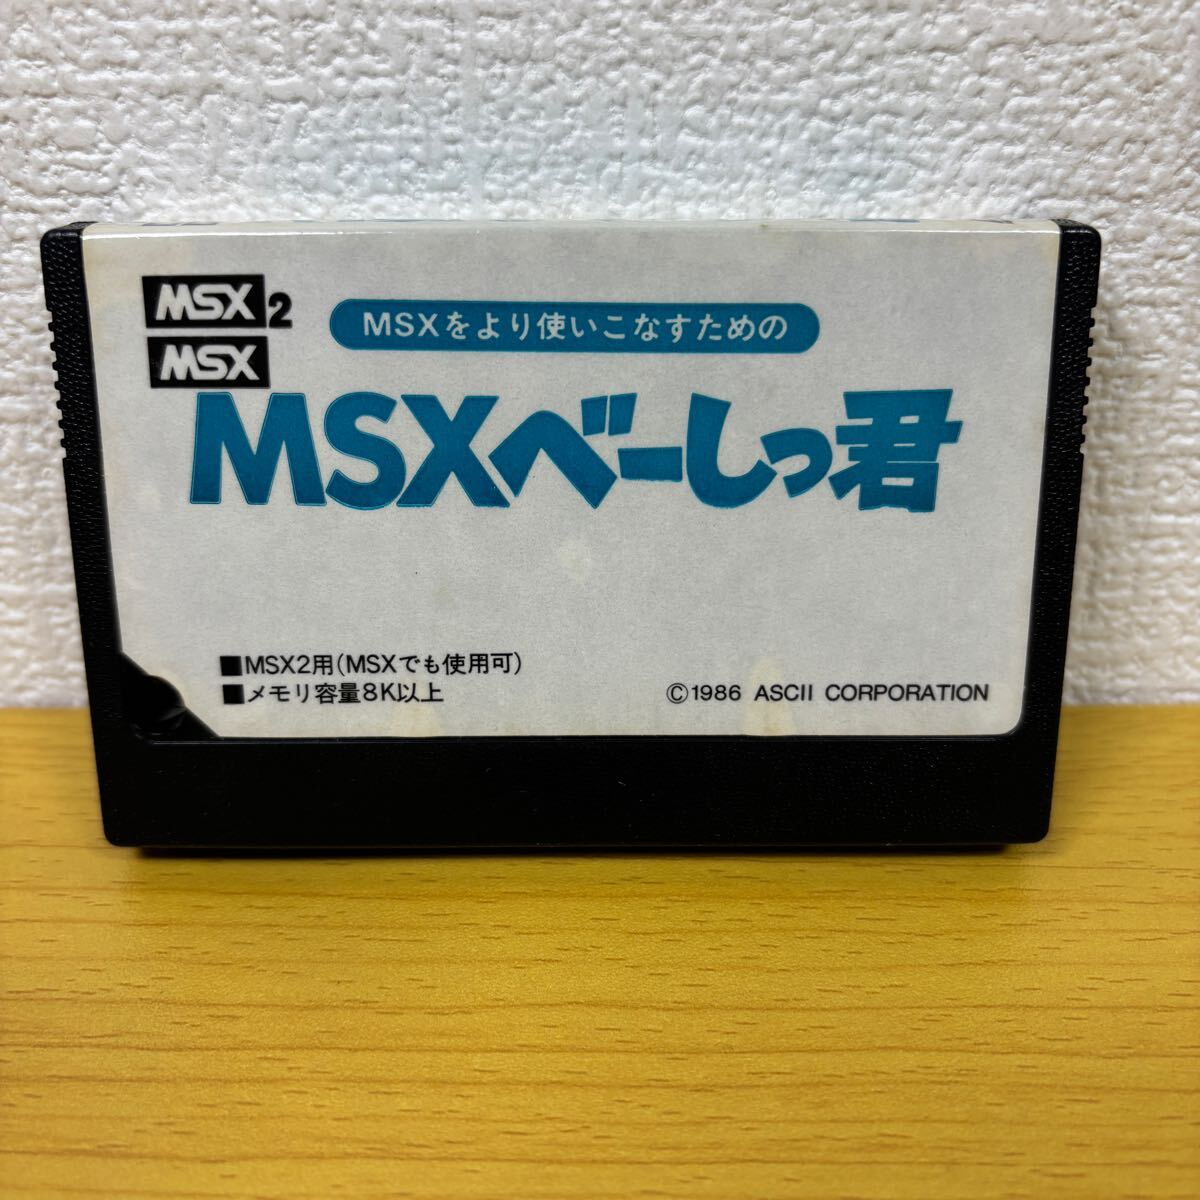 MSX2
MSX
MSXをより使いこなすための
MSXべーしっ君
■MSX2用(MSXでも使用可)
■メモリ容量8K以上
©1986 ASCII CORPORATION